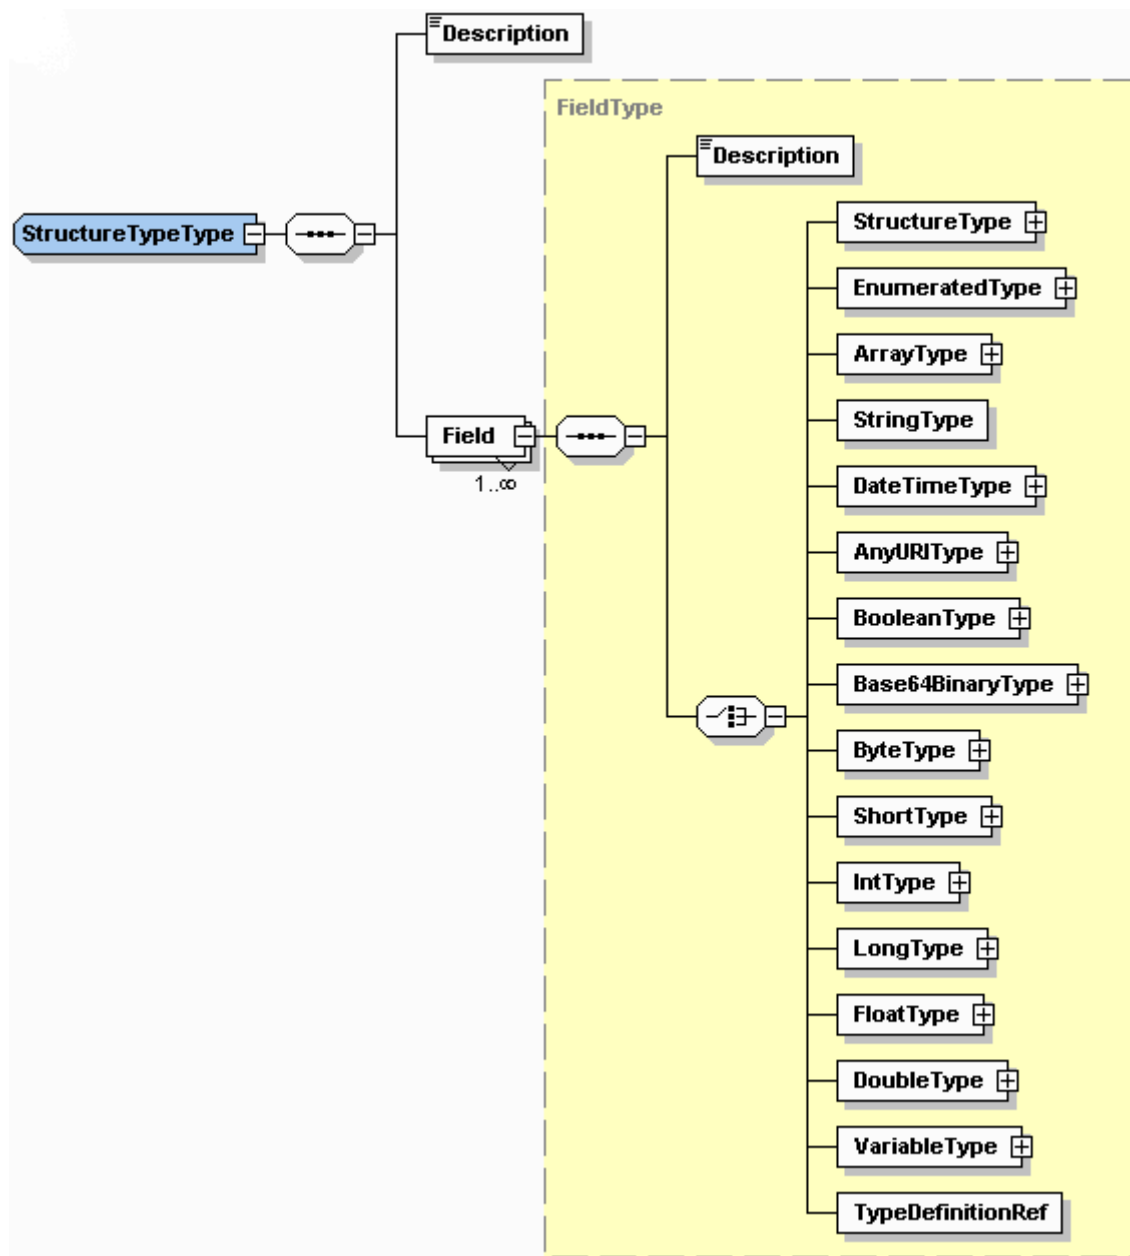 Description
FieldType
Description
StructureTypeType
StructureType
EnumeratedType
ArrayType
Field
StringType
1..∞
DateTimeType
AnyURIType
BooleanType
Base64BinaryType
ByteType
ShortType
IntType
LongType
FloatType
DoubleType
VariableType
TypeDefinitionRef